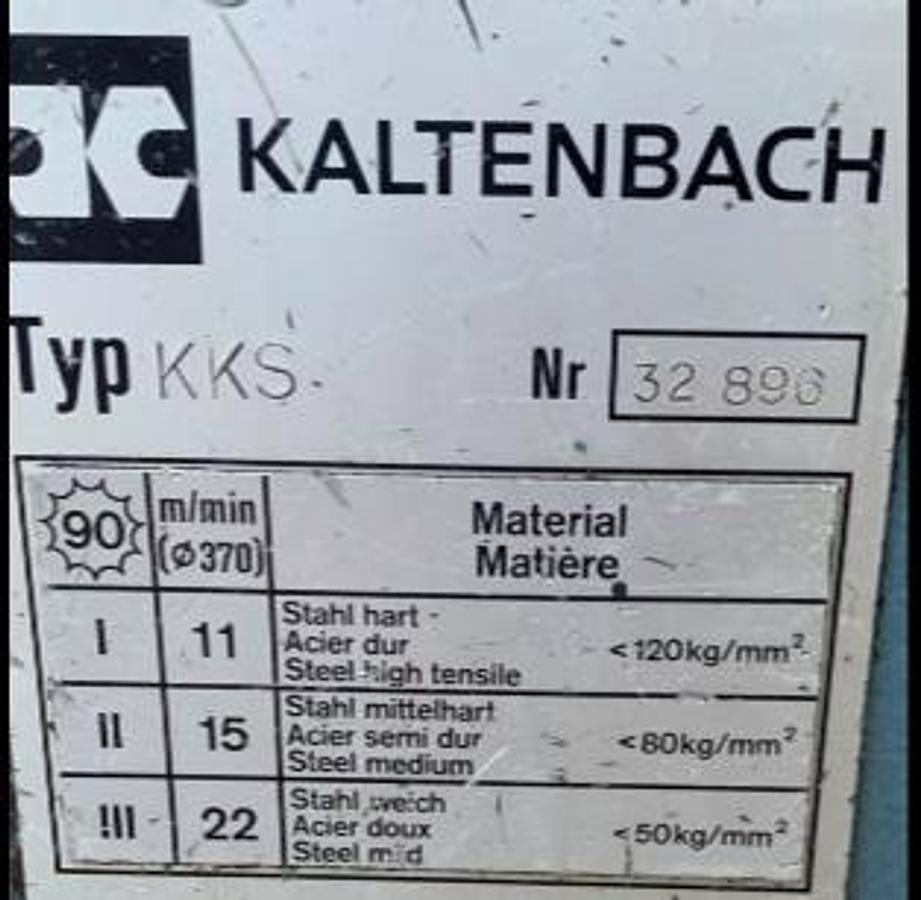 KALTENBACH
Typ KKS
Nr 32 896
90 m/min (ø370) Material
Matière
I 11 Stahl hart
Acier dur <120kg/mm²
Steel high tensile
II 15 Stahl mittelhart
Acier semi dur <80kg/mm²
Steel medium
III 22 Stahl weich
Acier doux <50kg/mm²
Steel mild